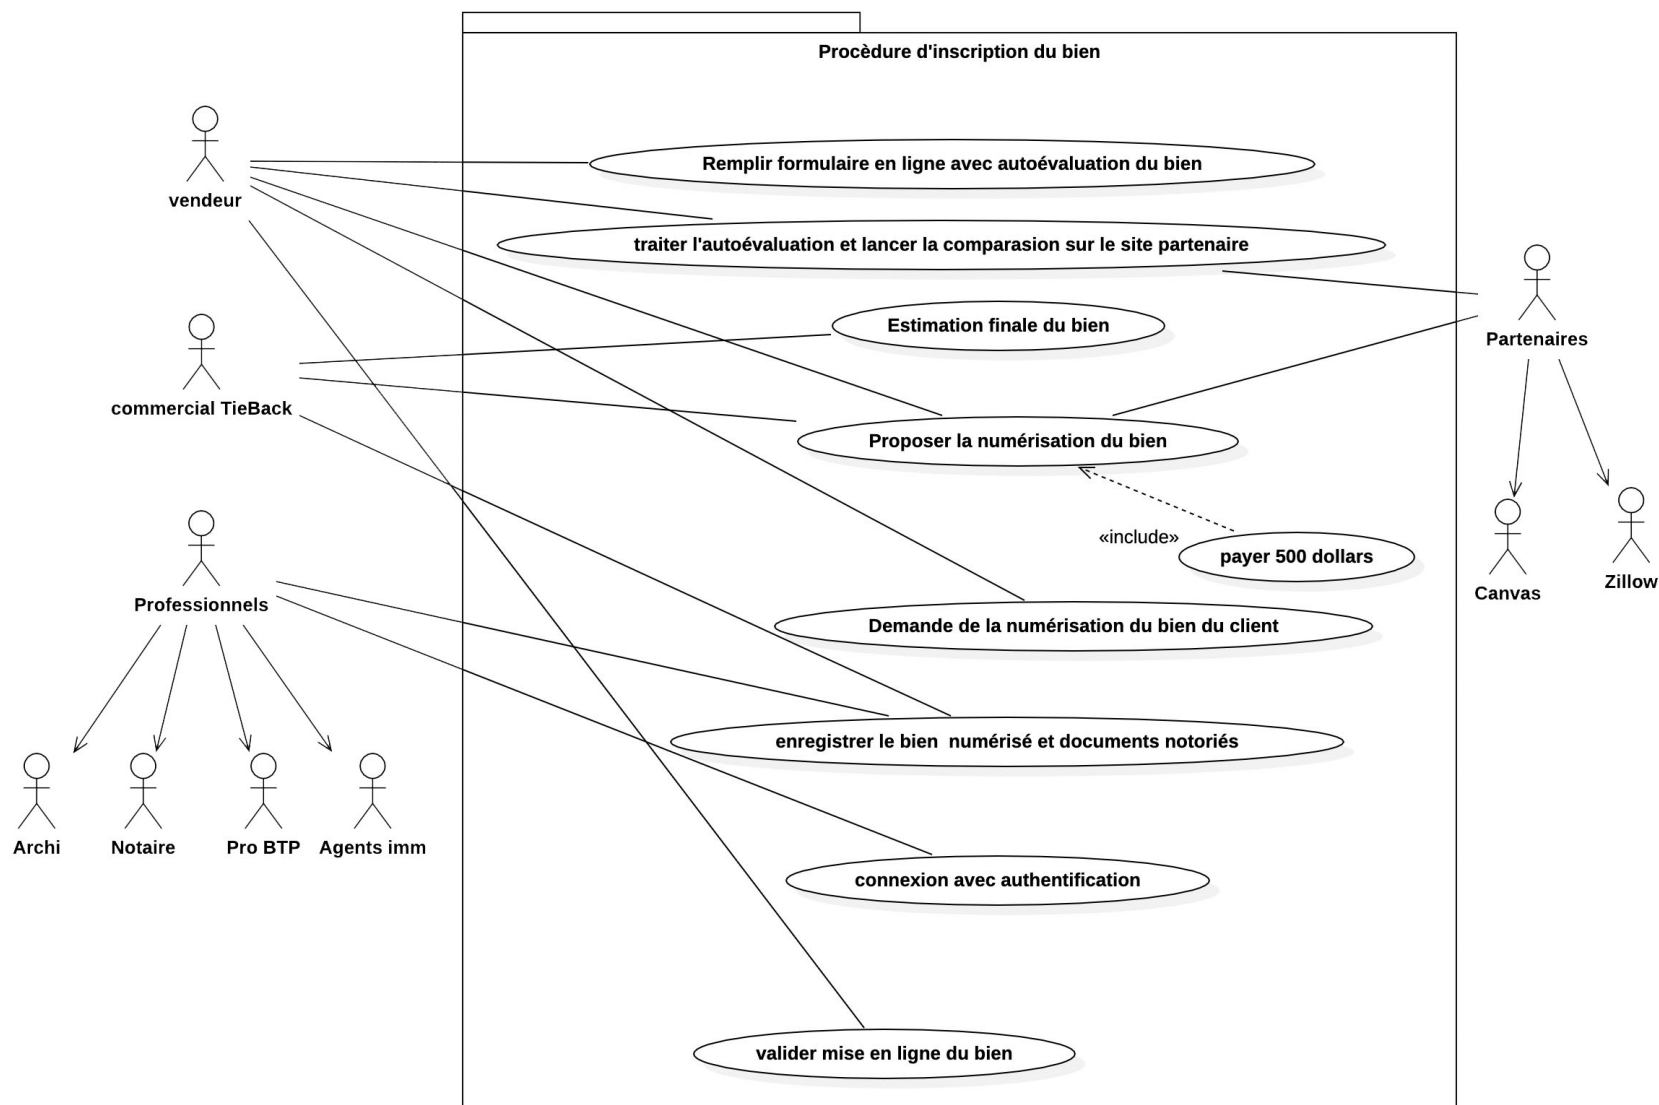 Procèdure d'inscription du bien
vendeur
Remplir formulaire en ligne avec autoévaluation du bien
traiter l'autoévaluation et lancer la comparasion sur le site partenaire
Estimation finale du bien
Partenaires
commercial TieBack
Proposer la numérisation du bien
«include»
payer 500 dollars
Canvas
Zillow
Professionnels
Demande de la numérisation du bien du client
enregistrer le bien  numérisé et documents notoriés
Archi
Notaire
Pro BTP
Agents imm
connexion avec authentification
valider mise en ligne du bien